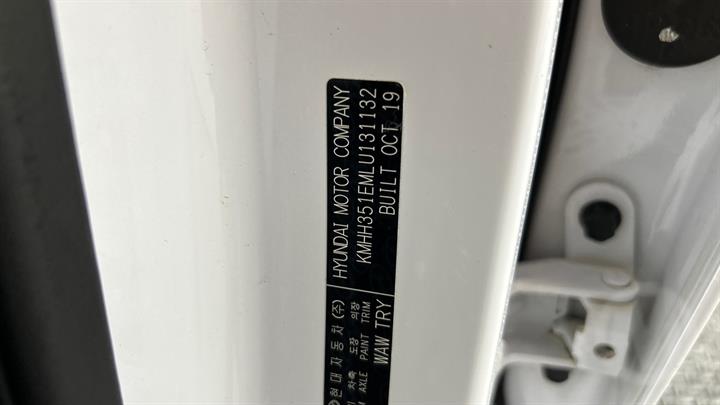 현대자동차(주) HYUNDAI MOTOR COMPANY
차축 도장 의장 KMHH351EMLU131132
AXLE PAINT TRIM BUILT OCT 19
WAW TRY